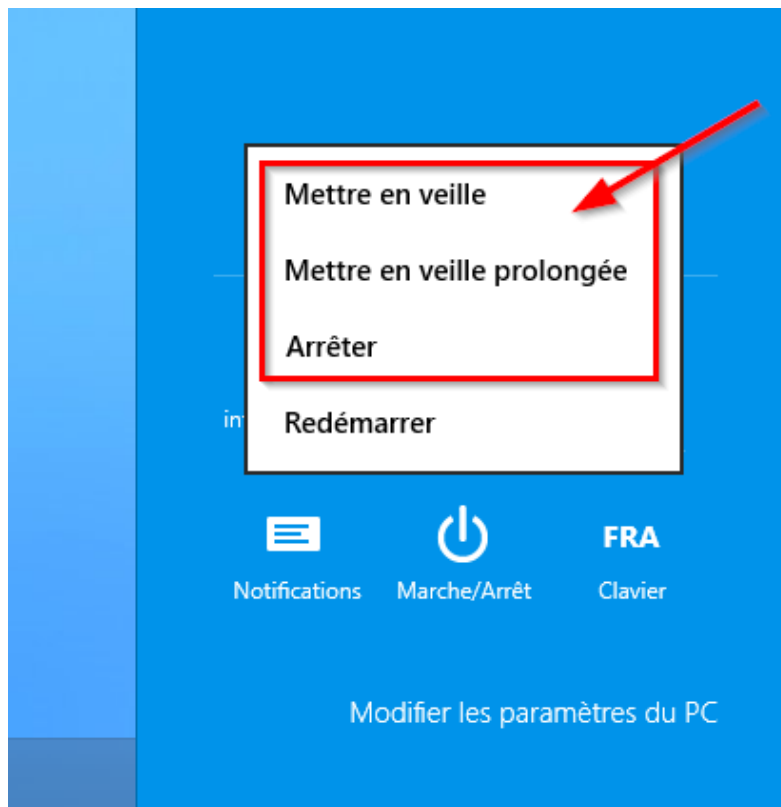 Mettre en veille
Mettre en veille prolongée
Arrêter
Redémarrer
Notifications
Marche/Arrêt
FRA
Clavier
Modifier les paramètres du PC